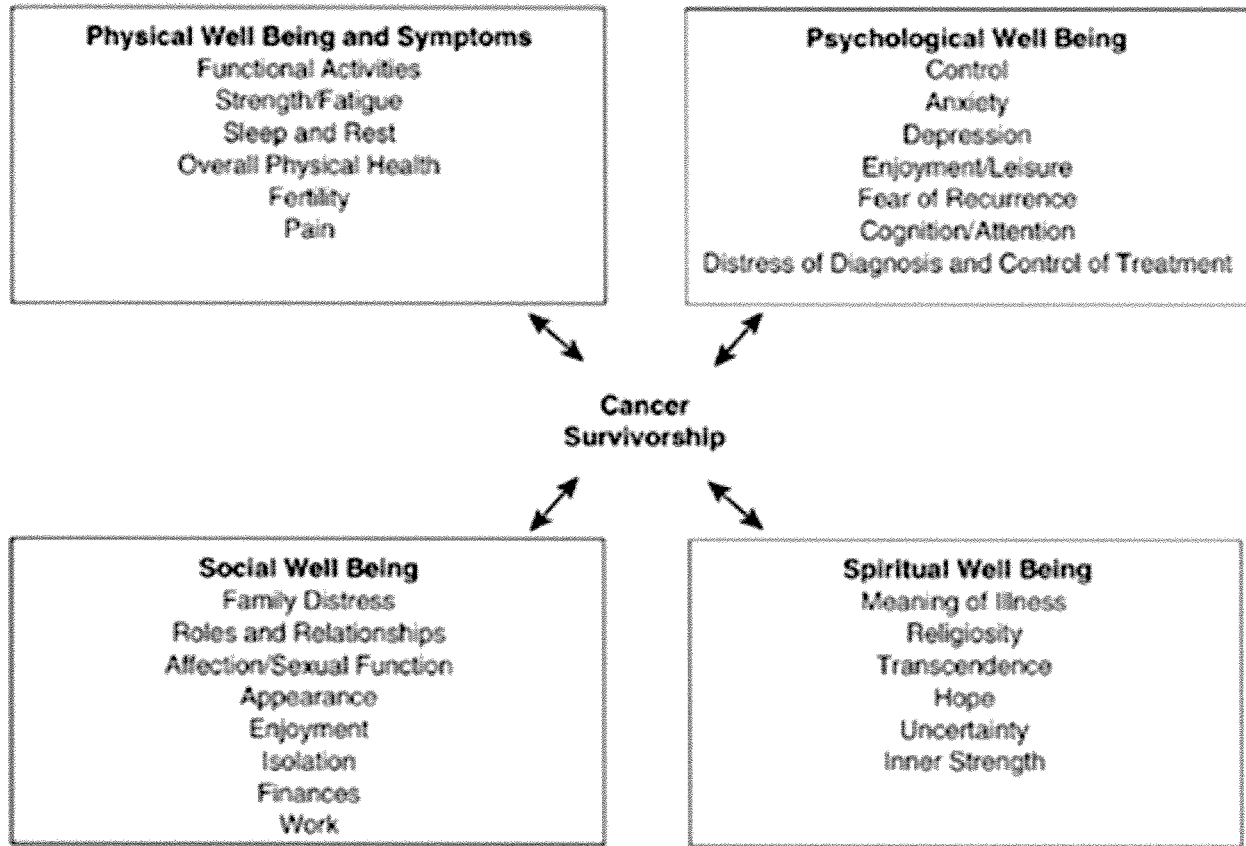 Physical Well Being and Symptoms
Functional Activities
Strength/Fatigue
Sleep and Rest
Overall Physical Health
Fertility
Pain
Psychological Well Being
Control
Anxiety
Depression
Enjoyment/Leisure
Fear of Recurrence
Cognition/Attention
Distress of Diagnosis and Control of Treatment
Cancer
Survivorship
Social Well Being
Family Distress
Roles and Relationships
Affection/Sexual Function
Appearance
Enjoyment
Isolation
Finances
Work
Spiritual Well Being
Meaning of Illness
Religiosity
Transcendence
Hope
Uncertainty
Inner Strength